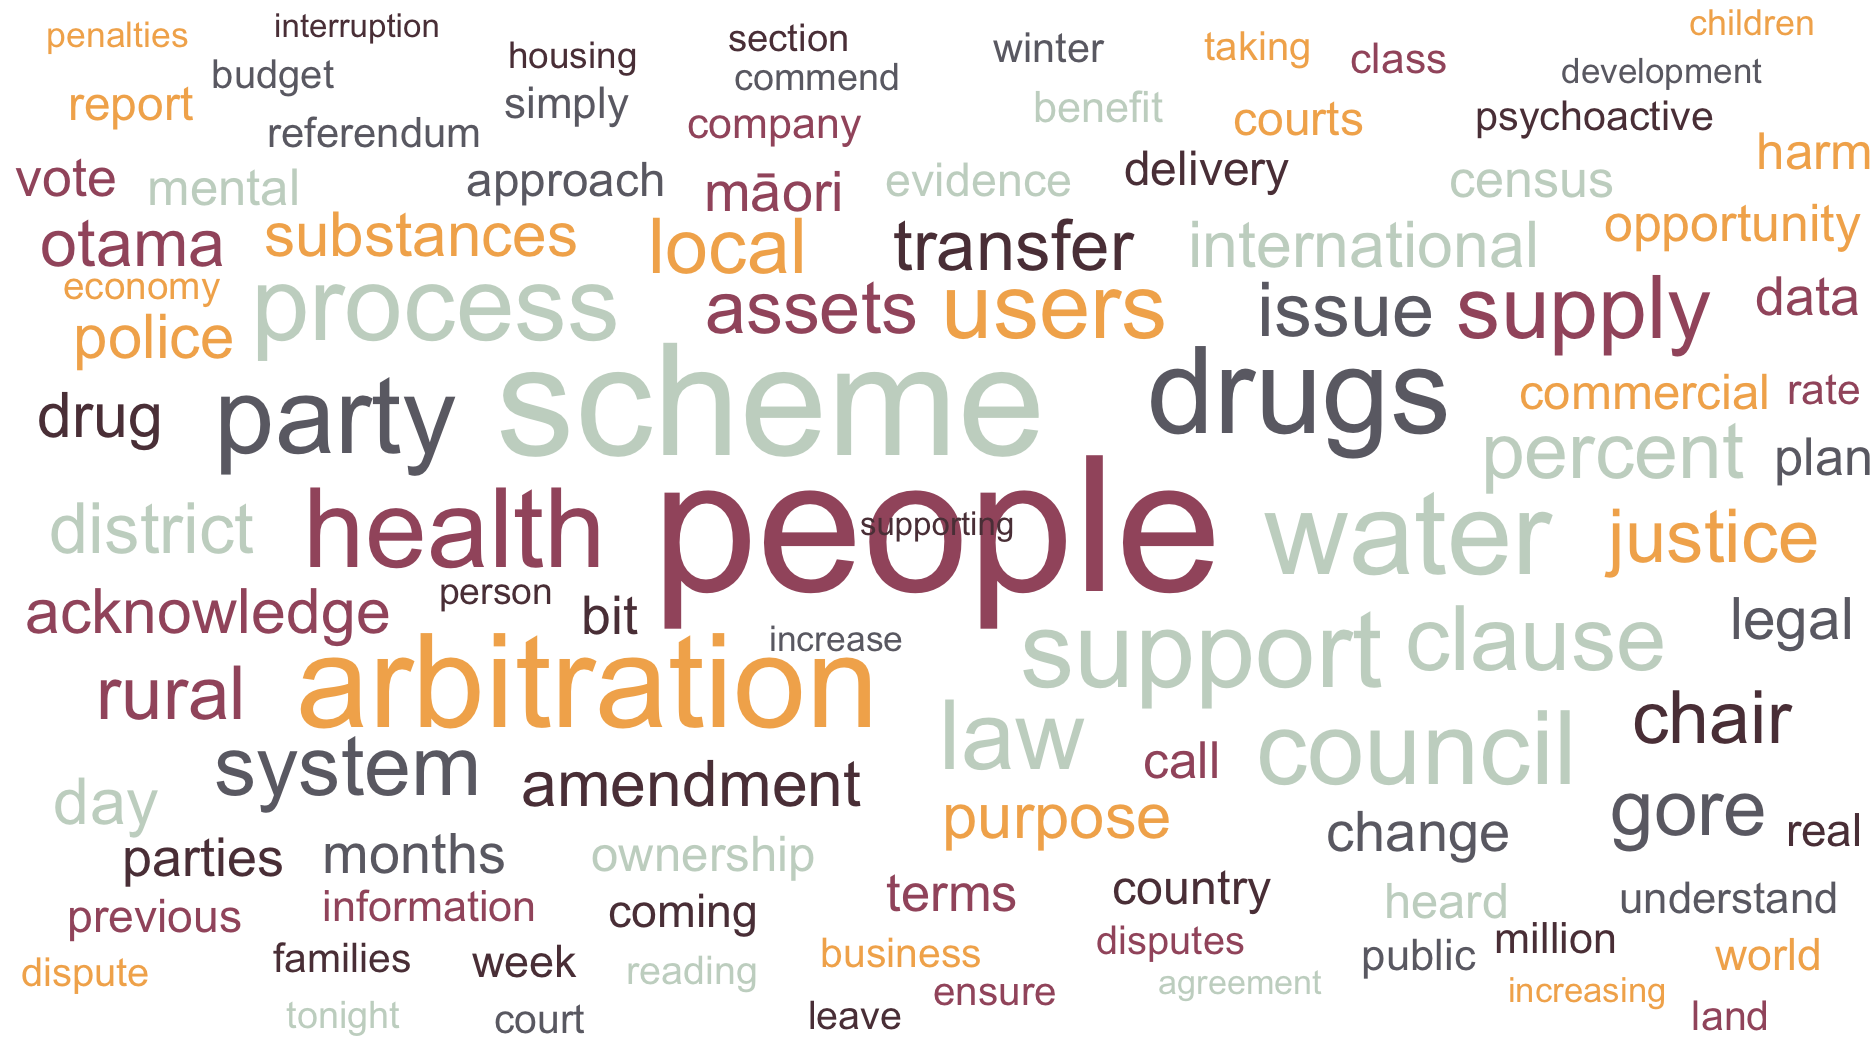 penalties
interruption
housing
section
winter
taking
class
children
budget
simply
commend
benefit
courts
development
report
referendum
company
delivery
psychoactive
harm
vote
mental
approach
māori
evidence
census
opportunity
otama
substances
local
transfer
international
economy
process
assets
users
issue
supply
data
police
drug
party
scheme
drugs
commercial
rate
percent
plan
district
health
people
supporting
water
justice
acknowledge
person
bit
increase
support
clause
legal
rural
arbitration
law
call
council
chair
day
system
amendment
purpose
change
gore
real
parties
months
ownership
previous
information
coming
terms
country
heard
understand
dispute
families
week
reading
business
disputes
public
million
world
tonight
court
leave
ensure
agreement
increasing
land